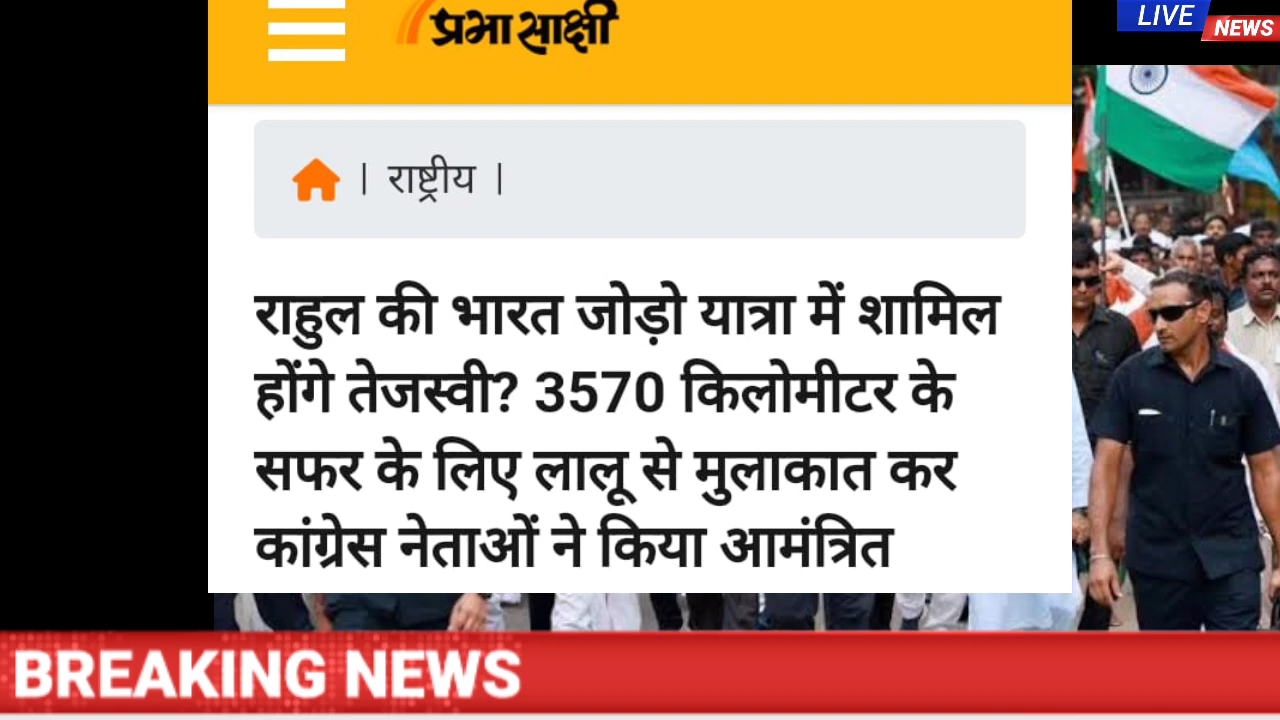 प्रभा साक्षी
LIVE
NEWS
| राष्ट्रीय |
राहुल की भारत जोड़ो यात्रा में शामिल
होंगे तेजस्वी? 3570 किलोमीटर के
सफर के लिए लालू से मुलाकात कर
कांग्रेस नेताओं ने किया आमंत्रित
BREAKING NEWS